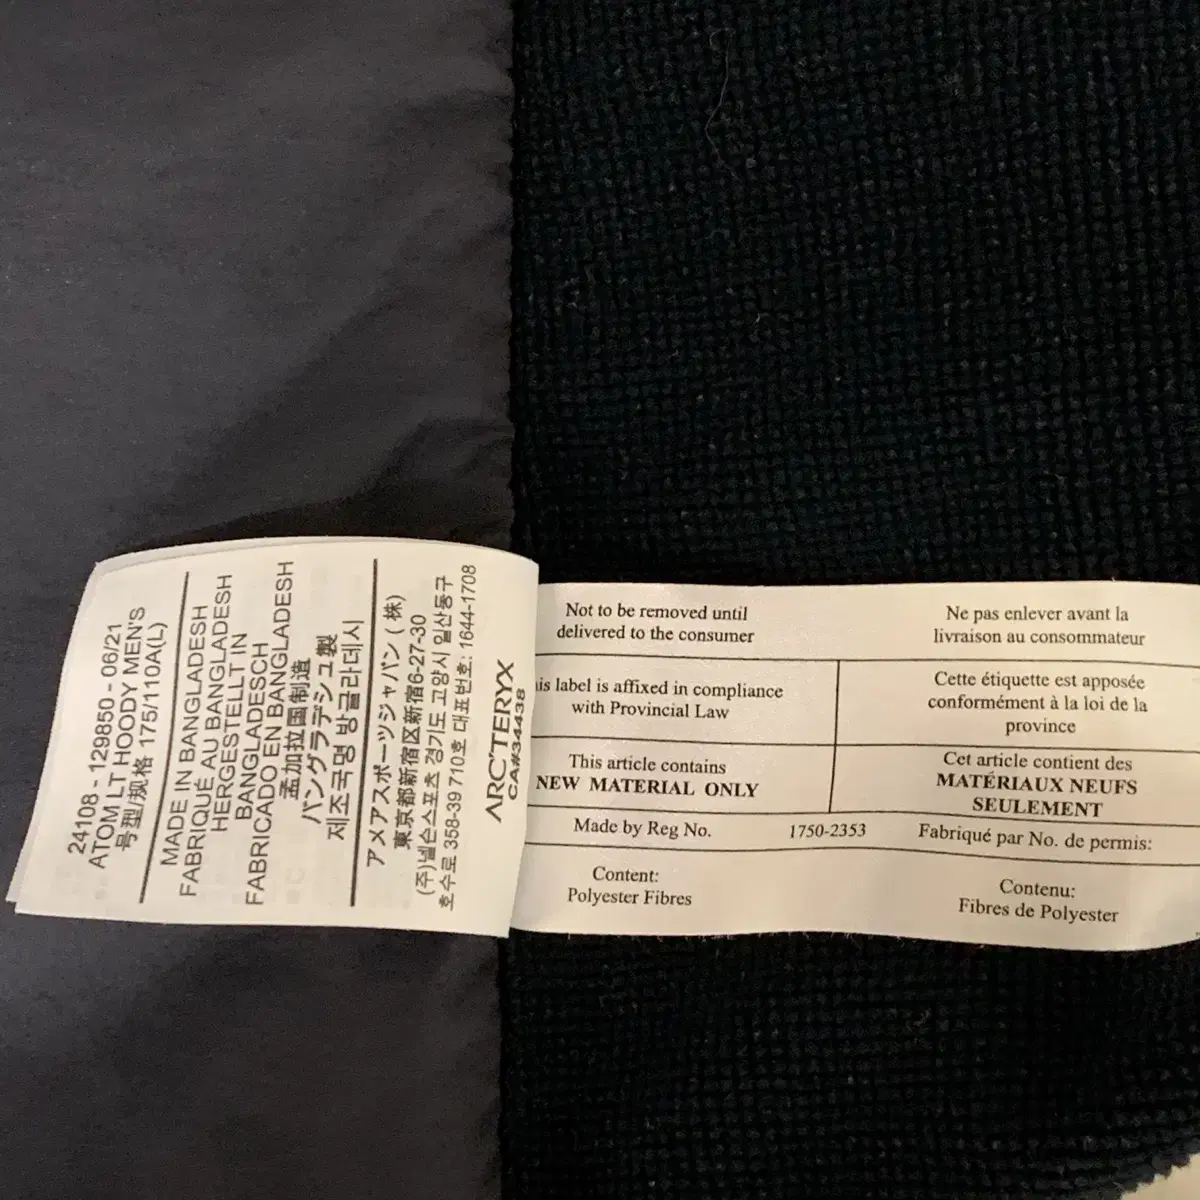 24108 - 129850 - 06/21
ATOM LT HOODY MEN'S
号型/规格 175/110A(L)
MADE IN BANGLADESH
FABRIQUÉ AU BANGLADESH
HERGESTELLT IN
BANGLADESCH
FABRICADO EN BANGLADESH
孟加拉国制造
バングラデシュ製
제조국명 방글라데시
アメアスポーツジャパン ( 株)
東京都新宿区新宿6-27-30
(주)넬슨스포츠 경기도 고양시 일산동구
호수로 358-39 710호 대표번호: 1644-1708
ARC'TERYX
CA#34438
Not to be removed until
delivered to the consumer
Ne pas enlever avant la
livraison au consommateur
is label is affixed in compliance
with Provincial Law
Cette étiquette est apposée
conformément à la loi de la
province
This article contains
NEW MATERIAL ONLY
Cet article contient des
MATÉRIAUX NEUFS
SEULEMENT
Made by Reg No. 1750-2353 Fabriqué par No. de permis:
Content:
Polyester Fibres
Contenu:
Fibres de Polyester